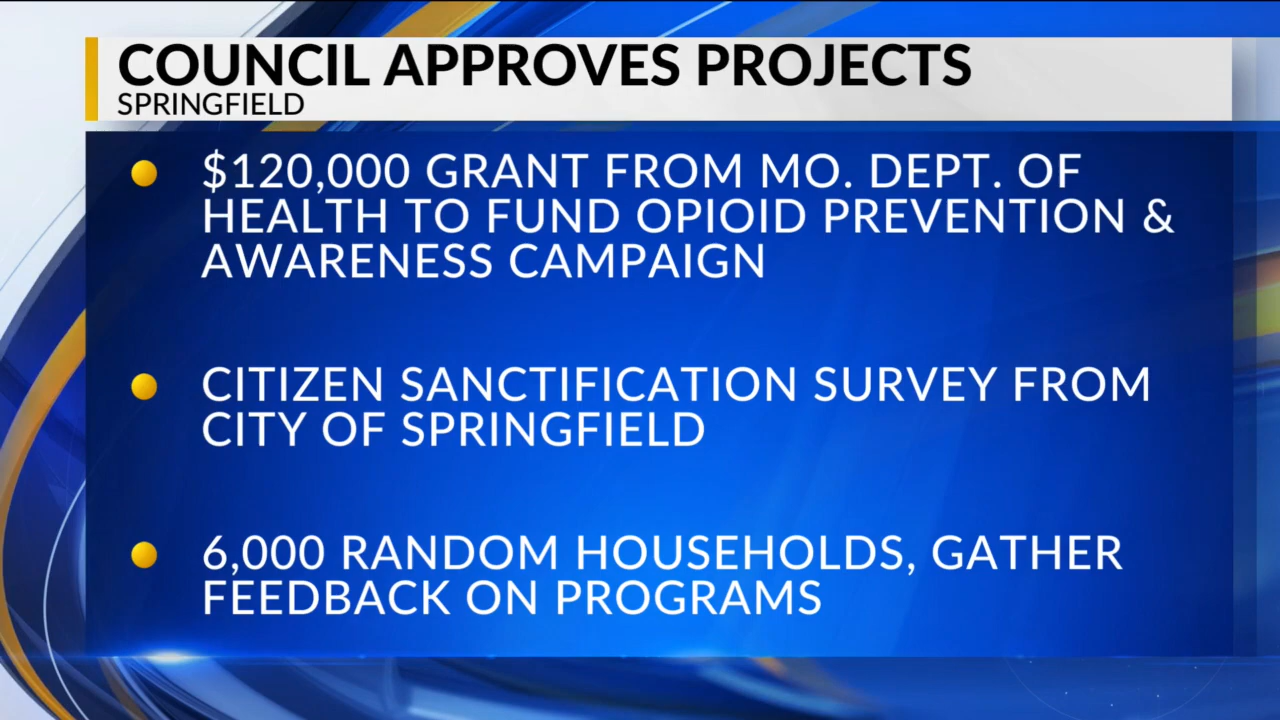 COUNCIL APPROVES PROJECTS
SPRINGFIELD
$120,000 GRANT FROM MO. DEPT. OF
HEALTH TO FUND OPIOID PREVENTION &
AWARENESS CAMPAIGN
CITIZEN SANCTIFICATION SURVEY FROM
CITY OF SPRINGFIELD
6,000 RANDOM HOUSEHOLDS, GATHER
FEEDBACK ON PROGRAMS